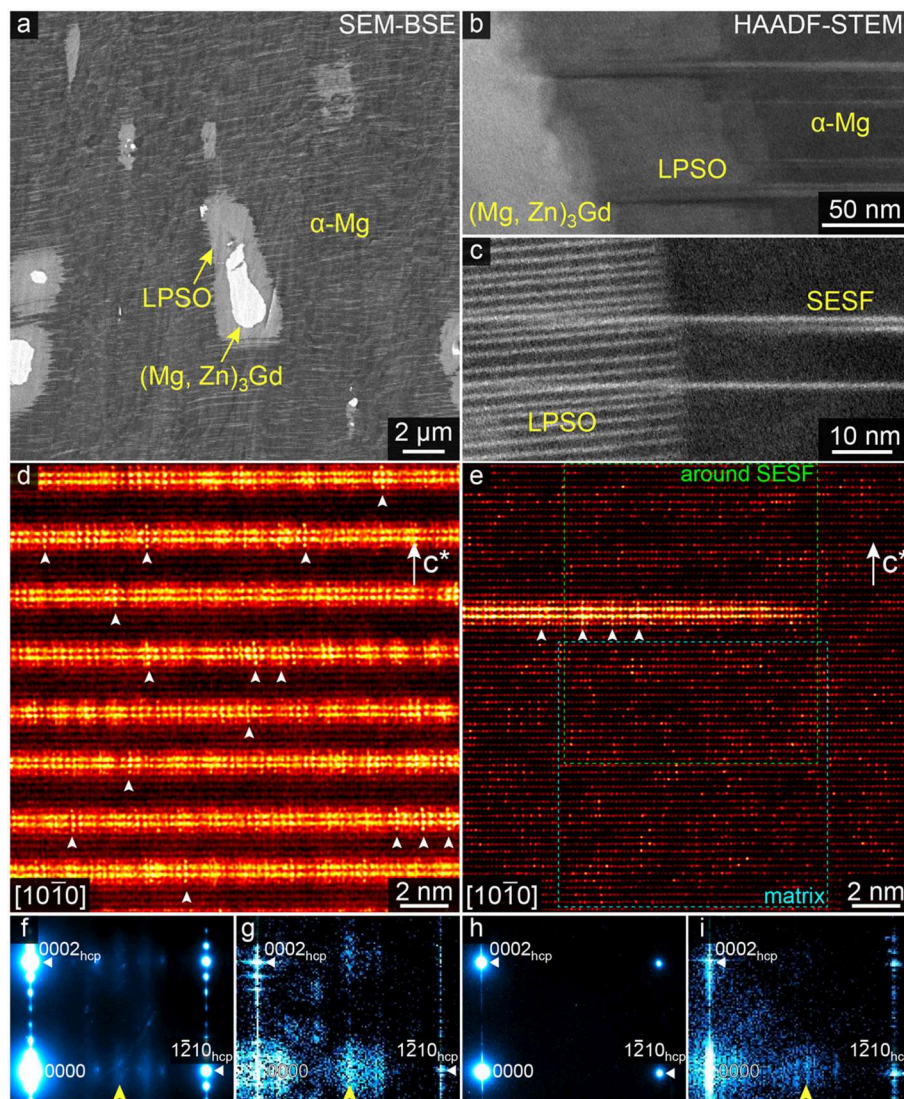 a
SEM-BSE
α-Mg
LPSO
(Mg, Zn)₃Gd
2 μm
b
HAADF-STEM
α-Mg
LPSO
(Mg, Zn)₃Gd
50 nm
c
SESF
LPSO
10 nm
d
c*
[101̅0]
2 nm
e
around SESF
c*
[101̅0]
matrix
2 nm
f
0002hcp
12̅10hcp
0000
g
0002hcp
12̅10hcp
0000
h
0002hcp
12̅10hcp
0000
i
0002hcp
12̅10hcp
0000